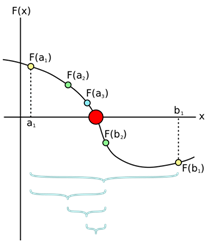 F(x)
F(a₁)
F(a₂)
F(a₃)
b₁
x
a₁
F(b₂)
F(b₁)